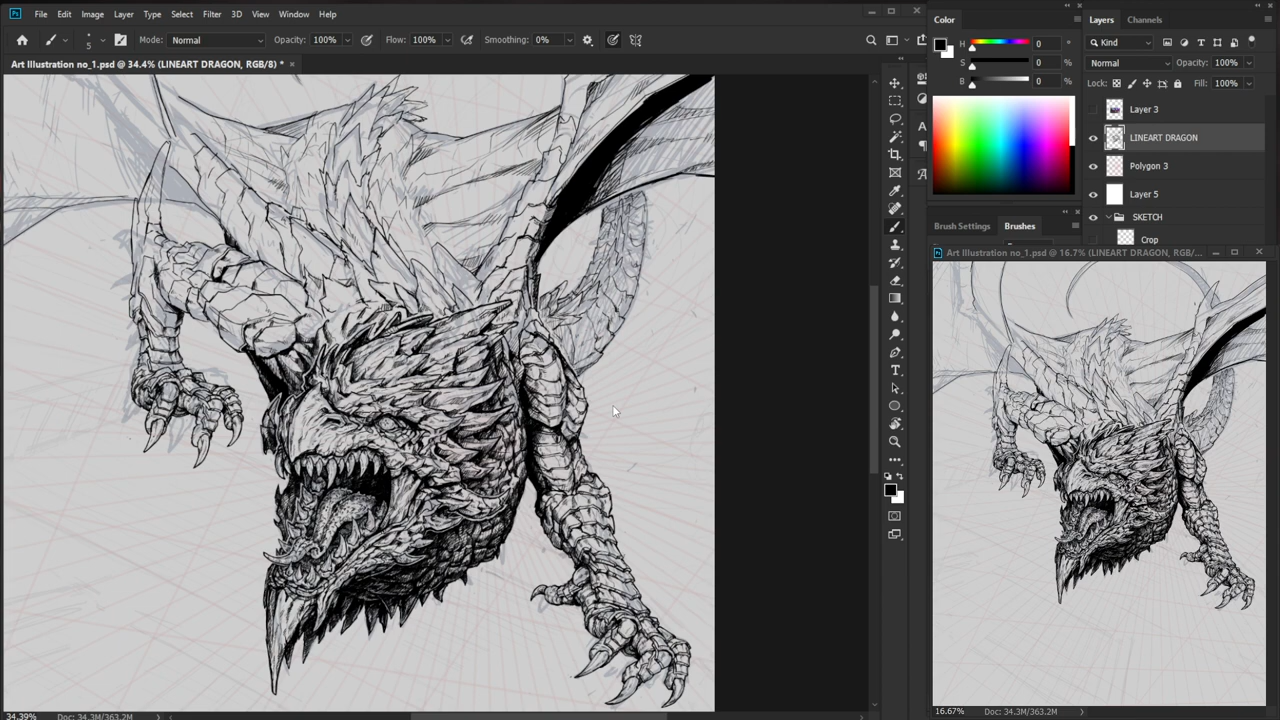 Ps File Edit Image Layer Type Select Filter 3D View Window Help
5 Mode: Normal Opacity: 100% Flow: 100% Smoothing: 0%
Art Illustration no_1.psd @ 34.4% (LINEART DRAGON, RGB/8) * ×
34.39% Doc: 34.3M/363.2M
Color
H 0 °
S 0 %
B 0 %
Brush Settings Brushes
Layers Channels
Kind
Normal Opacity: 100%
Lock: Fill: 100%
Layer 3
LINEART DRAGON
Polygon 3
Layer 5
SKETCH
Crop
Art Illustration no_1.psd @ 16.7% (LINEART DRAGON, RGB/...
16.67% Doc: 34.3M/363.2M